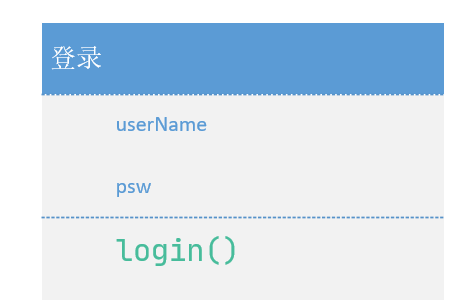 登录
userName
psw
login()